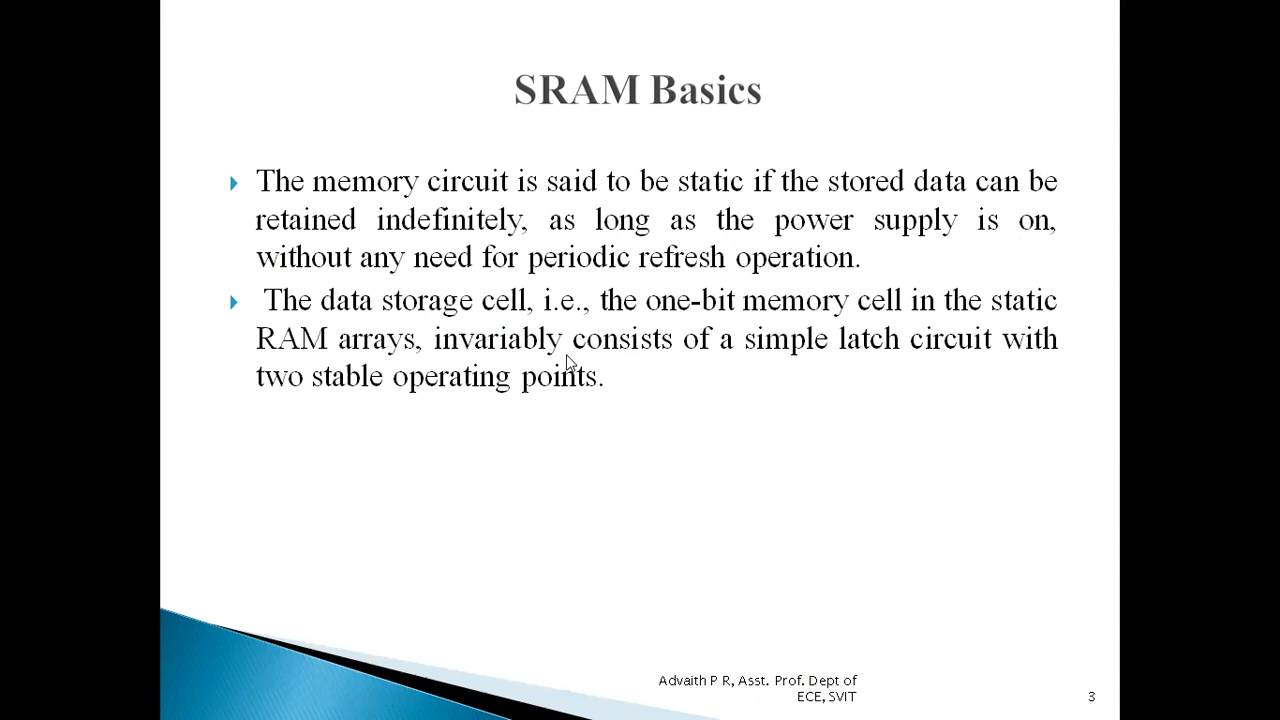 SRAM Basics
The memory circuit is said to be static if the stored data can be
retained indefinitely, as long as the power supply is on,
without any need for periodic refresh operation.
The data storage cell, i.e., the one-bit memory cell in the static
RAM arrays, invariably consists of a simple latch circuit with
two stable operating points.
Advaith P R, Asst. Prof. Dept of
ECE, SVIT
3